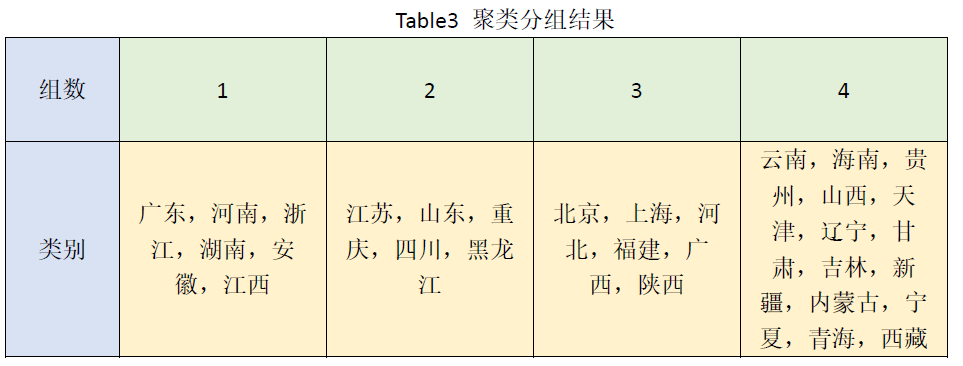 Table3 聚类分组结果
组数 1 2 3 4
类别
广东，河南，浙
江，湖南，安
徽，江西
江苏，山东，重
庆，四川，黑龙
江
北京，上海，河
北，福建，广
西，陕西
云南，海南，贵
州，山西，天
津，辽宁，甘
肃，吉林，新
疆，内蒙古，宁
夏，青海，西藏